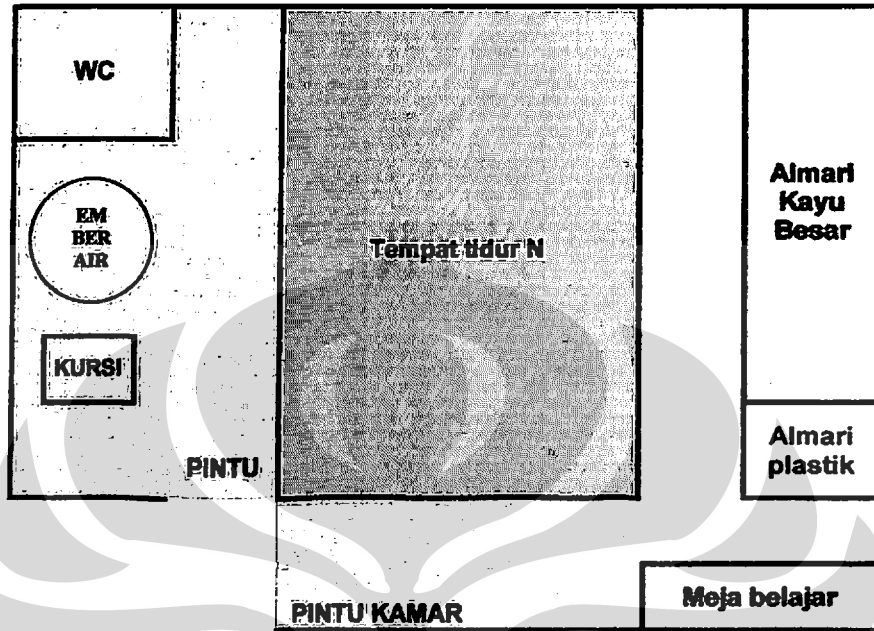 WC
EM
BER
AIR
KURSI
PINTU
Tempat tidur N
Almari
Kayu
Besar
Almari
plastik
PINTU KAMAR
Meja belajar